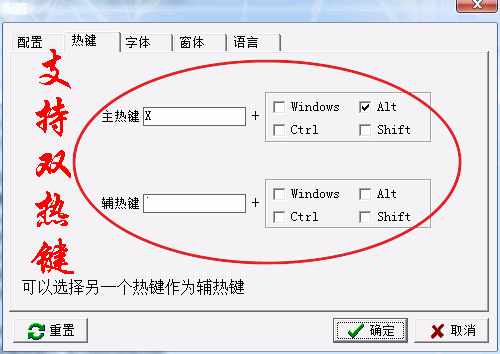 配置
配置 热键 字体 窗体 语言
支持双热键
主热键 X + Windows Alt
Ctrl Shift
辅热键 ` + Windows Alt
Ctrl Shift
可以选择另一个热键作为辅热键
重置 确定 取消